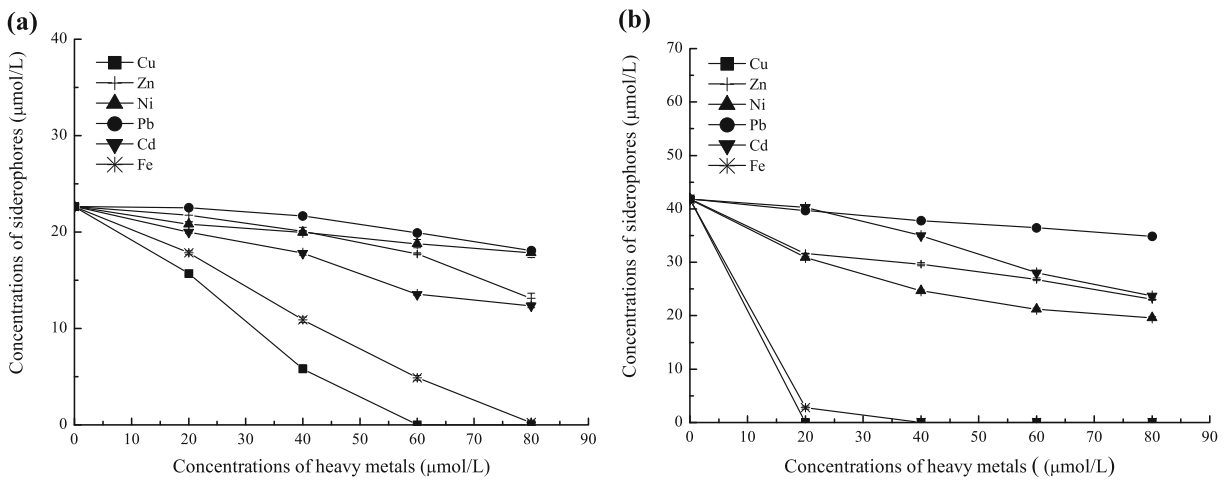 (a)
40
30
20
10
0
Concentrations of siderophores (μmol/L)
Cu
Zn
Ni
Pb
Cd
Fe
0 10 20 30 40 50 60 70 80 90
Concentrations of heavy metals (μmol/L)
(b)
70
60
50
40
30
20
10
0
Concentrations of siderophores (μmol/L)
Cu
Zn
Ni
Pb
Cd
Fe
0 10 20 30 40 50 60 70 80 90
Concentrations of heavy metals ( (μmol/L)